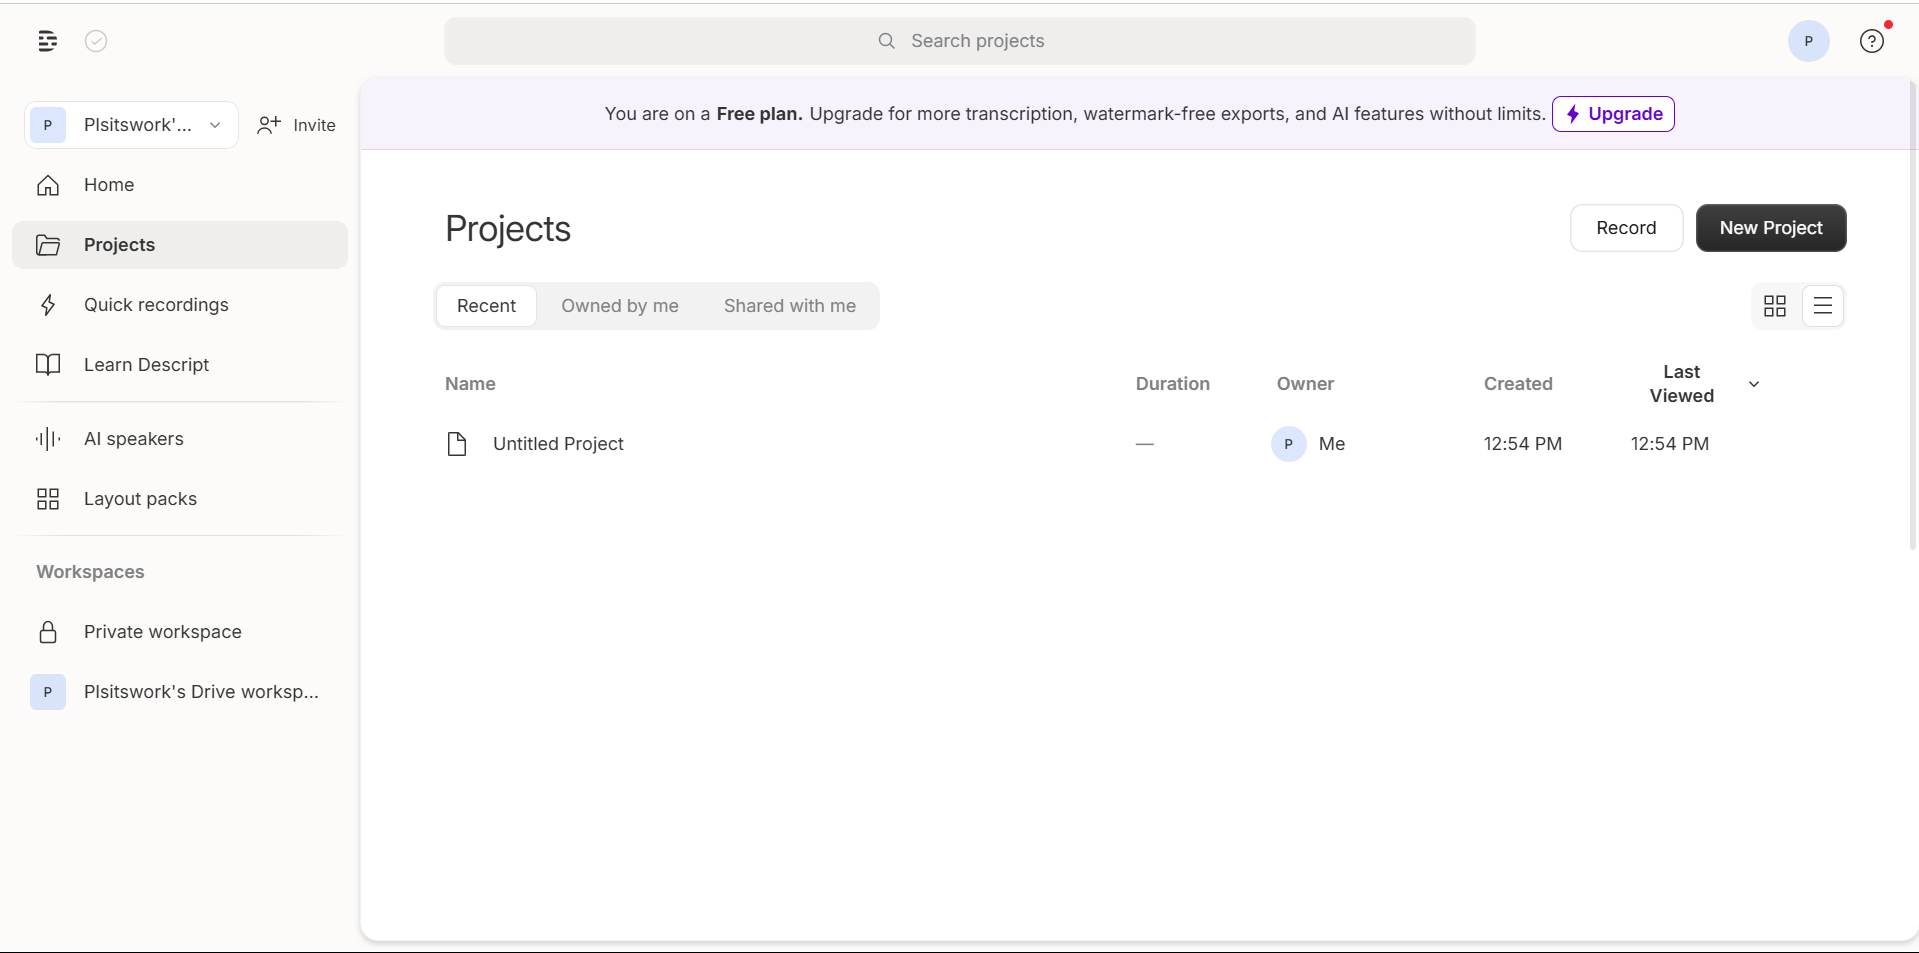 Search projects
P
P
Plsitswork'...
Invite
Home
Projects
Quick recordings
Learn Descript
AI speakers
Layout packs
Workspaces
Private workspace
P
Plsitswork's Drive worksp...
You are on a Free plan. Upgrade for more transcription, watermark-free exports, and AI features without limits.
Upgrade
Projects
Record
New Project
Recent
Owned by me
Shared with me
Name
Duration
Owner
Created
Last
Viewed
Untitled Project
—
P
Me
12:54 PM
12:54 PM